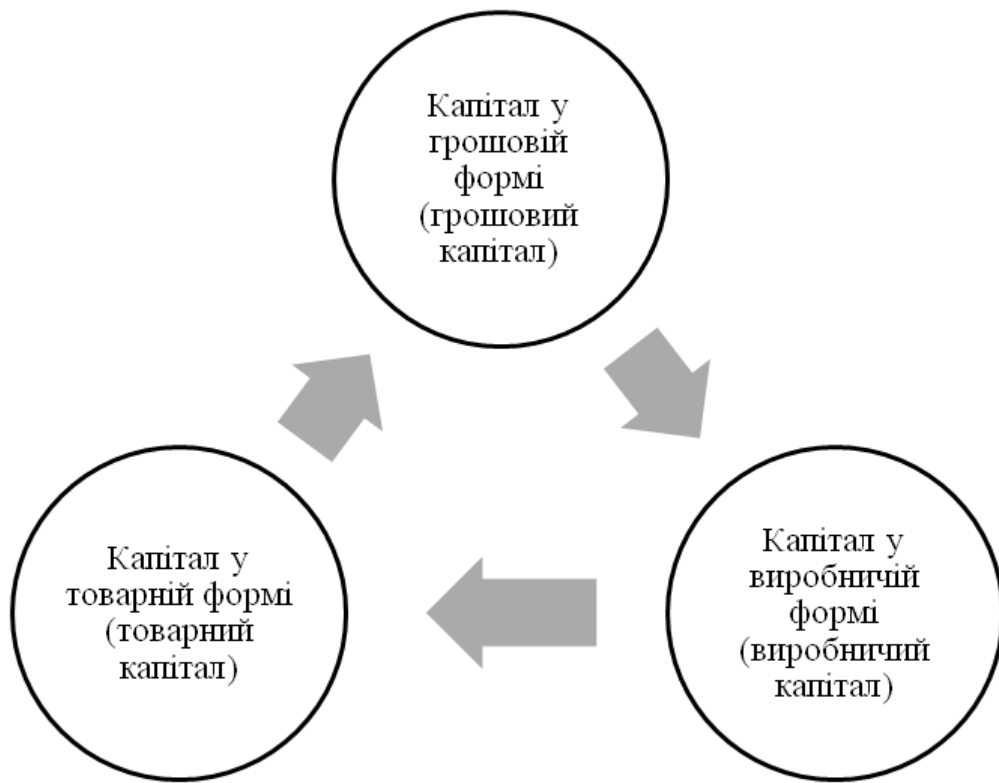 Капітал у
грошовій
формі
(грошовий
капітал)
Капітал у
виробничій
формі
(виробничий
капітал)
Капітал у
товарній формі
(товарний
капітал)